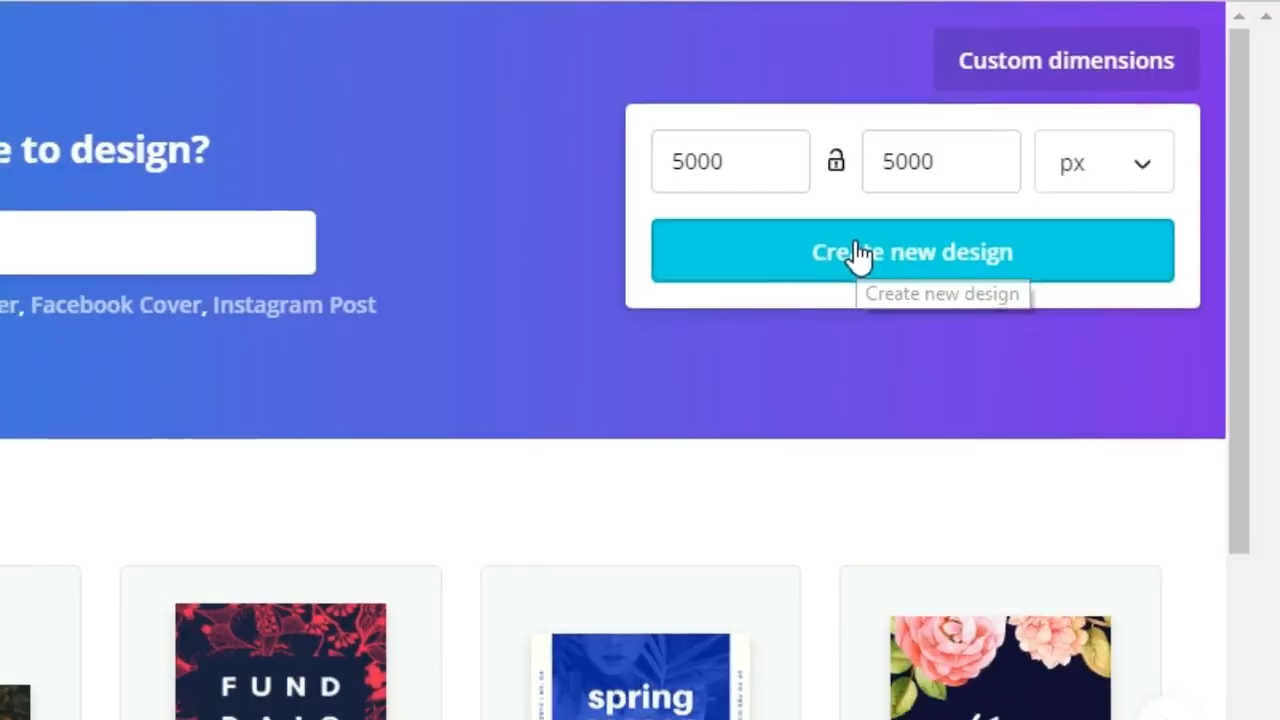 Custom dimensions
e to design?
5000 5000 px
Create new design
Create new design
er, Facebook Cover, Instagram Post
FUND
spring